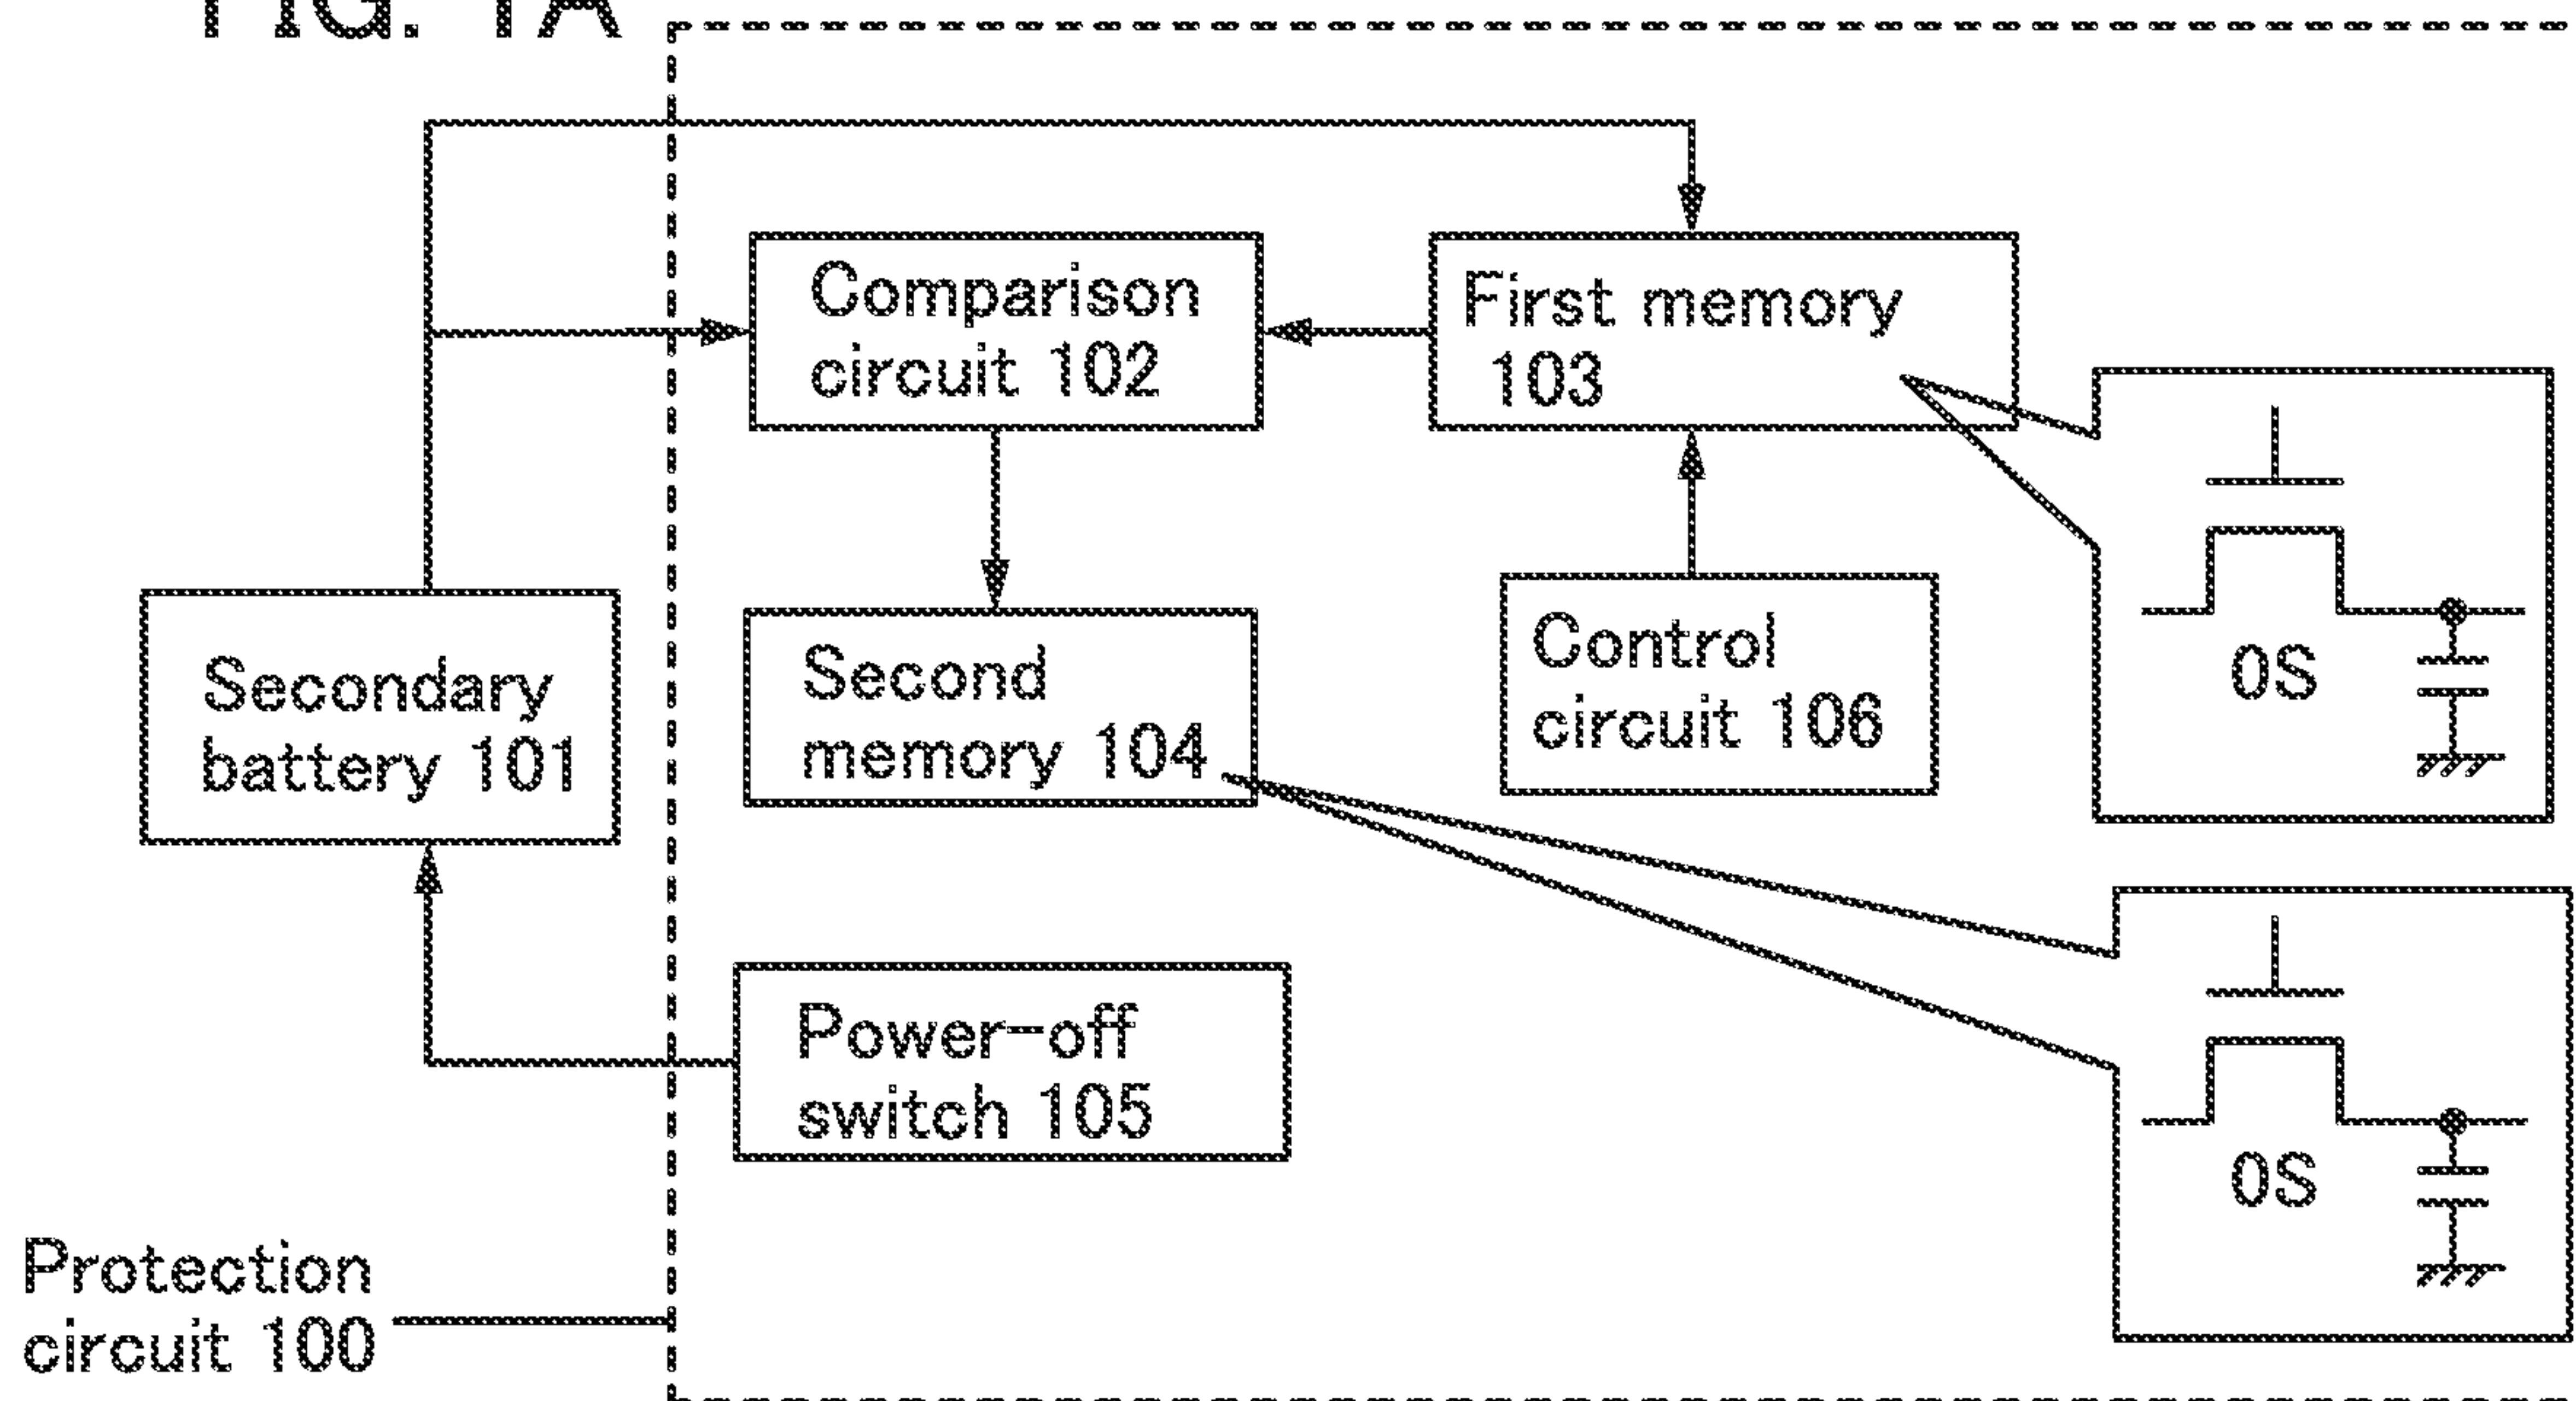 FIG. 1A
Comparison
circuit 102
First memory
103
Secondary
battery 101
Second
memory 104
Control
circuit 106
OS
Power-off
switch 105
OS
Protection
circuit 100